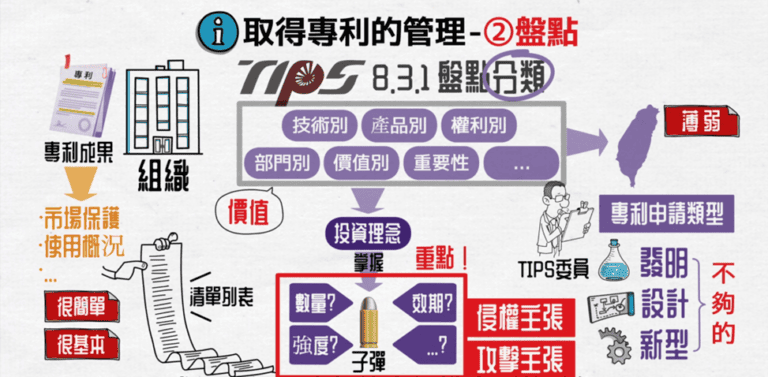 i 取得專利的管理-②盤點
TIPS 8.3.1 盤點分類
專利
專利成果
組織
技術別 產品別 權利別
部門別 價值別 重要性 ...
薄弱
價值
·市場保護
·使用概況
·...
很簡單
很基本
清單列表
投資理念
掌握
重點!
數量? 效期?
強度? ...?
子彈
侵權主張
攻擊主張
TIPS委員
專利申請類型
發明
設計
新型
不夠的